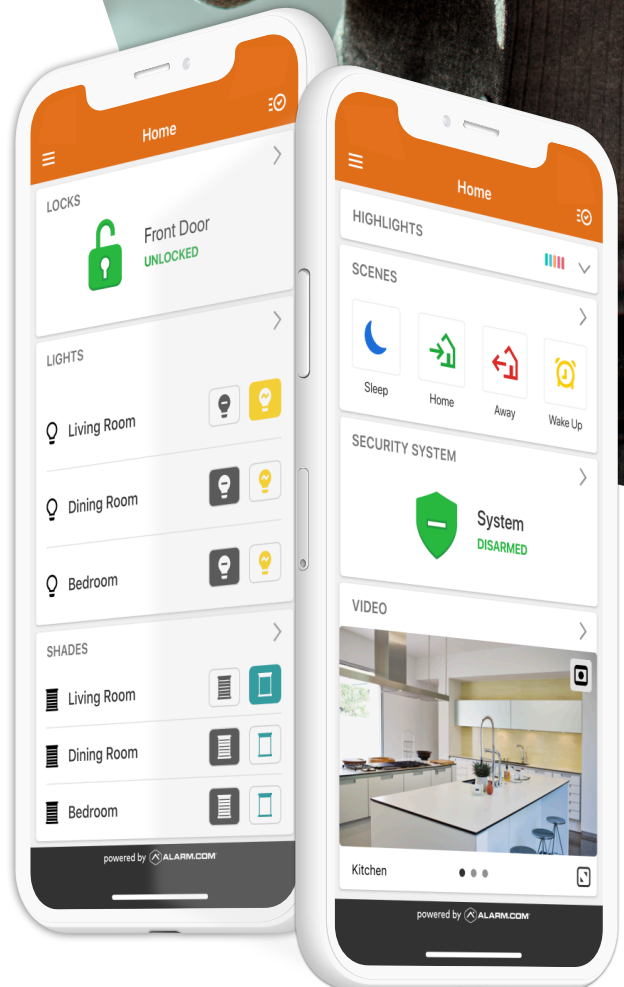 Home
LOCKS
Front Door
UNLOCKED
LIGHTS
Living Room
Dining Room
Bedroom
SHADES
Living Room
Dining Room
Bedroom
powered by ALARM.COM
Home
HIGHLIGHTS
SCENES
Sleep
Home
Away
Wake Up
SECURITY SYSTEM
System
DISARMED
VIDEO
Kitchen
powered by ALARM.COM